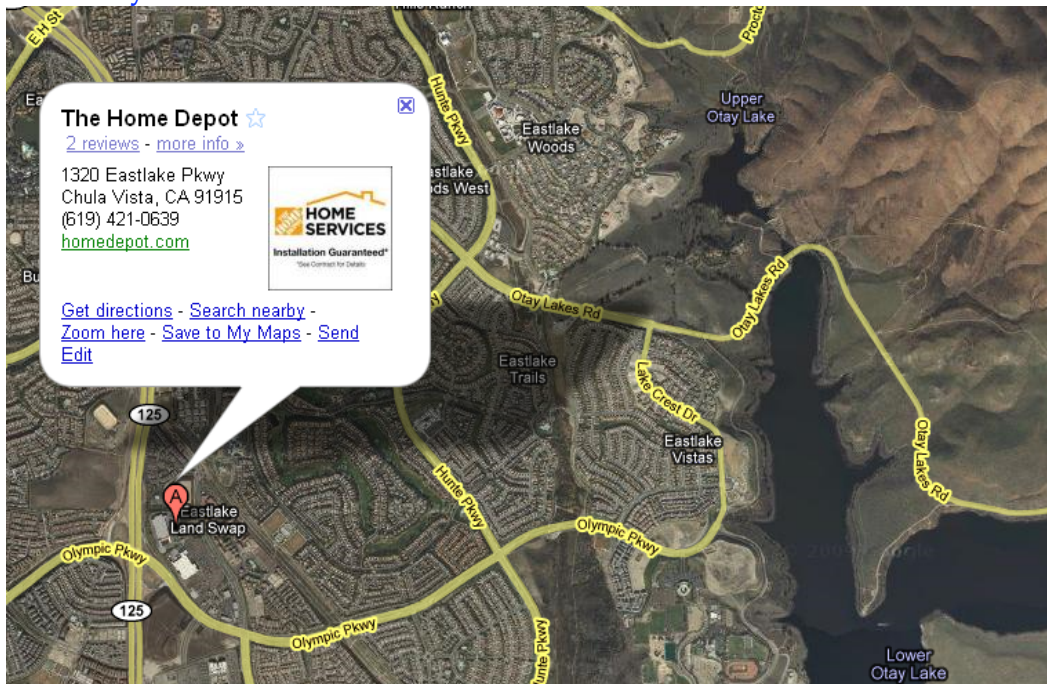 E H St
Hunte Pkwy
Proctor
Upper
Otay Lake
Eastlake
Woods
The Home Depot
2 reviews - more info »
1320 Eastlake Pkwy
Chula Vista, CA 91915
(619) 421-0639
homedepot.com
HOME
SERVICES
Installation Guaranteed*
*See Contract for Details
Get directions - Search nearby -
Zoom here - Save to My Maps - Send
Edit
astlake
ods West
Otay Lakes Rd
Otay Lakes Rd
Otay Lakes Rd
Eastlake
Trails
Lake Crest Dr
Eastlake
Vistas
125
A
Eastlake
Land Swap
Hunte Pkwy
Olympic Pkwy
Olympic Pkwy
Olympic Pkwy
125
Hunte Pkwy
Lower
Otay Lake